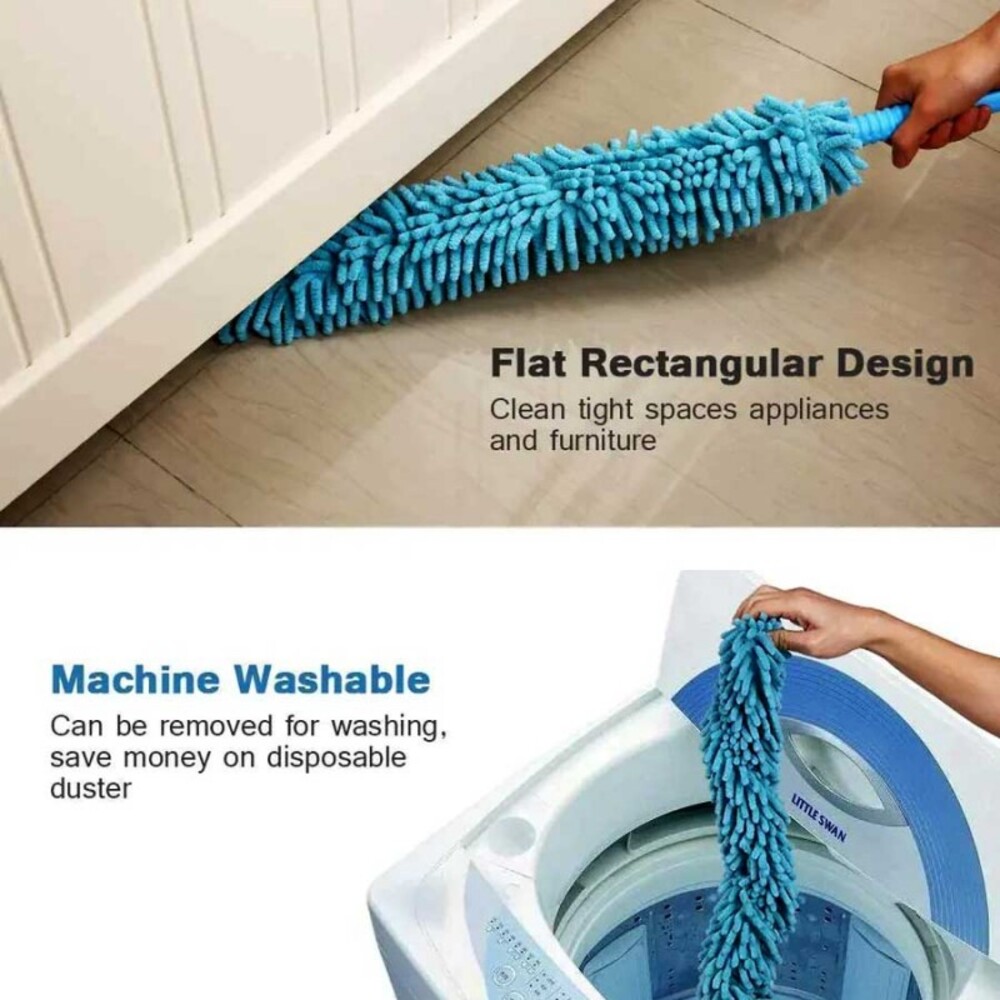 Flat Rectangular Design
Clean tight spaces appliances
and furniture
Machine Washable
Can be removed for washing,
save money on disposable
duster
LITTLE SWAN